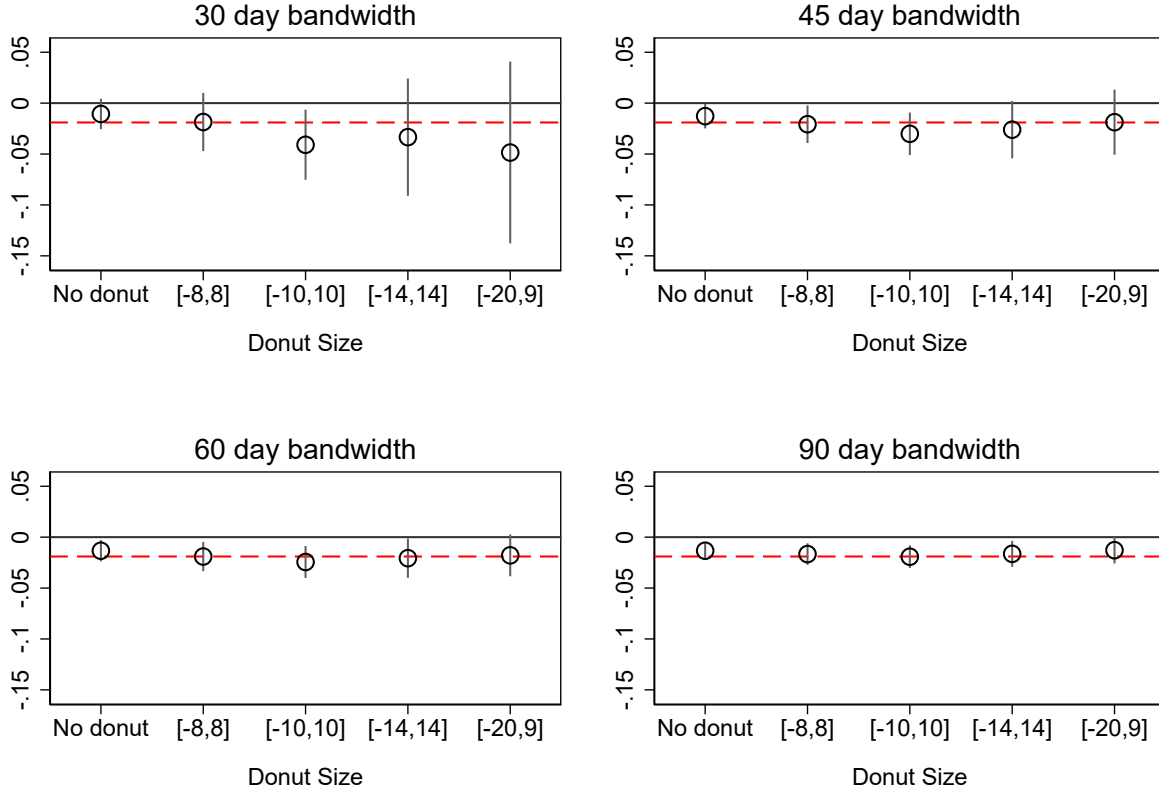 30 day bandwidth
.05
0
-.05
-.1
-.15
No donut [-8,8] [-10,10] [-14,14] [-20,9]
Donut Size
45 day bandwidth
.05
0
-.05
-.1
-.15
No donut [-8,8] [-10,10] [-14,14] [-20,9]
Donut Size
60 day bandwidth
.05
0
-.05
-.1
-.15
No donut [-8,8] [-10,10] [-14,14] [-20,9]
Donut Size
90 day bandwidth
.05
0
-.05
-.1
-.15
No donut [-8,8] [-10,10] [-14,14] [-20,9]
Donut Size